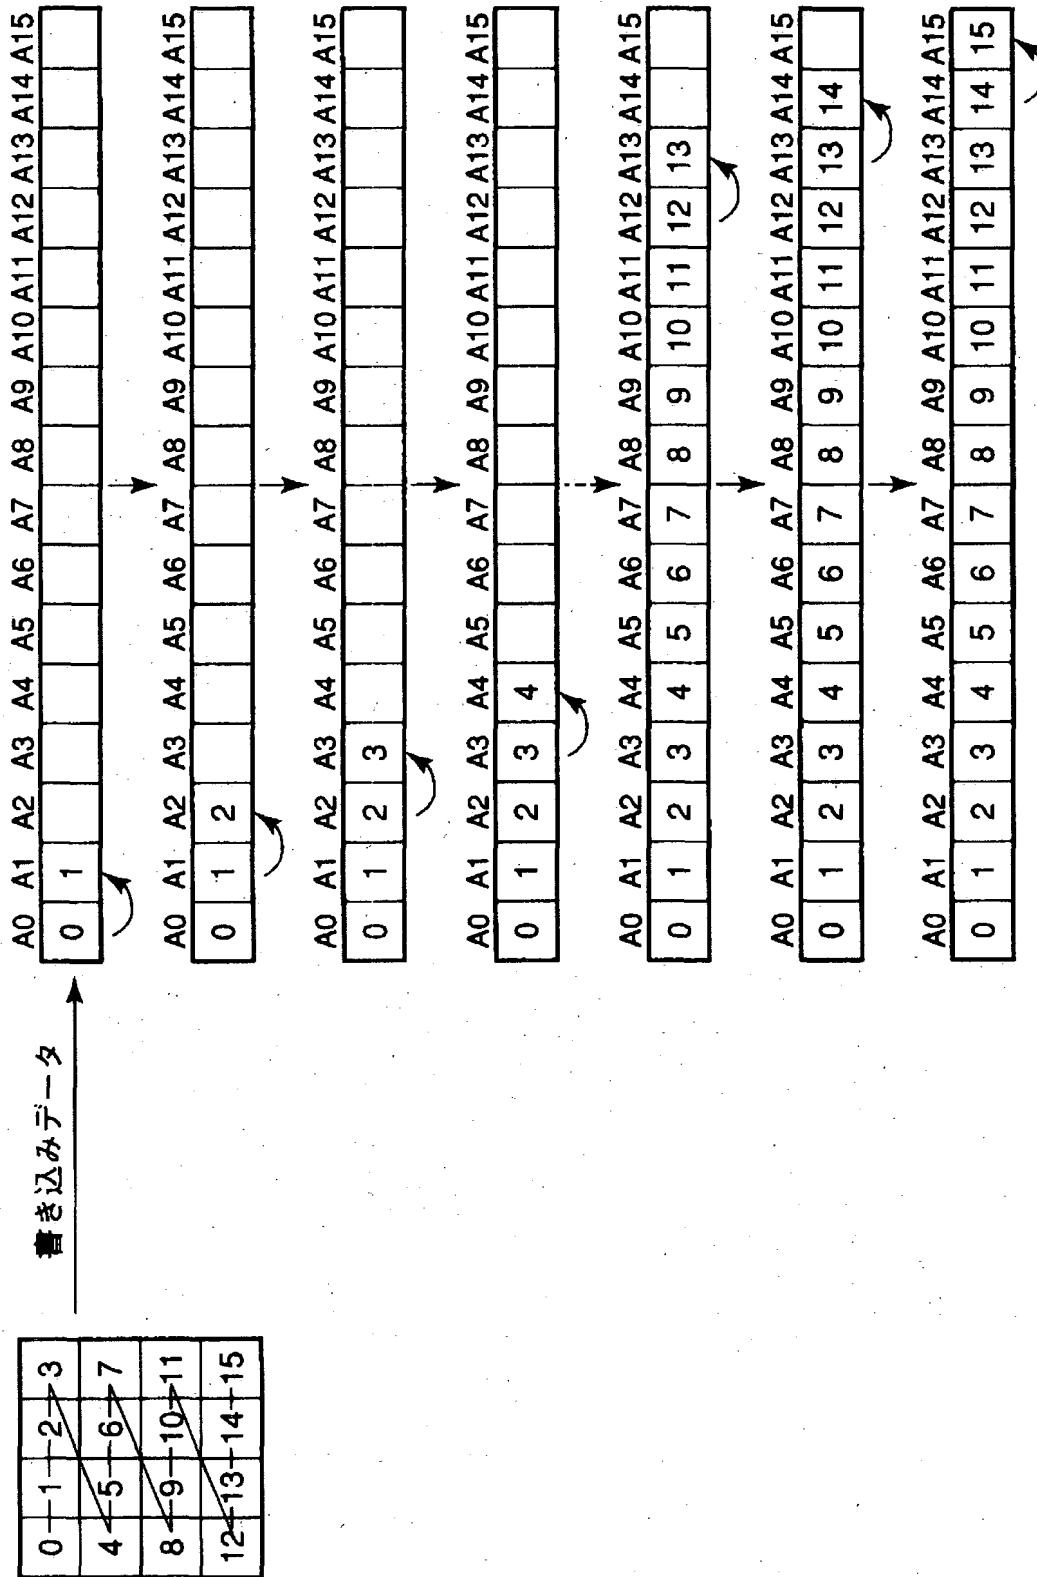 0 1 2 3
4 5 6 7
8 9 10 11
12 13 14 15
書き込みデータ
A0 A1 A2 A3 A4 A5 A6 A7 A8 A9 A10 A11 A12 A13 A14 A15
0 1
A0 A1 A2 A3 A4 A5 A6 A7 A8 A9 A10 A11 A12 A13 A14 A15
0 1 2
A0 A1 A2 A3 A4 A5 A6 A7 A8 A9 A10 A11 A12 A13 A14 A15
0 1 2 3
A0 A1 A2 A3 A4 A5 A6 A7 A8 A9 A10 A11 A12 A13 A14 A15
0 1 2 3 4
A0 A1 A2 A3 A4 A5 A6 A7 A8 A9 A10 A11 A12 A13 A14 A15
0 1 2 3 4 5 6 7 8 9 10 11 12 13
A0 A1 A2 A3 A4 A5 A6 A7 A8 A9 A10 A11 A12 A13 A14 A15
0 1 2 3 4 5 6 7 8 9 10 11 12 13 14
A0 A1 A2 A3 A4 A5 A6 A7 A8 A9 A10 A11 A12 A13 A14 A15
0 1 2 3 4 5 6 7 8 9 10 11 12 13 14 15